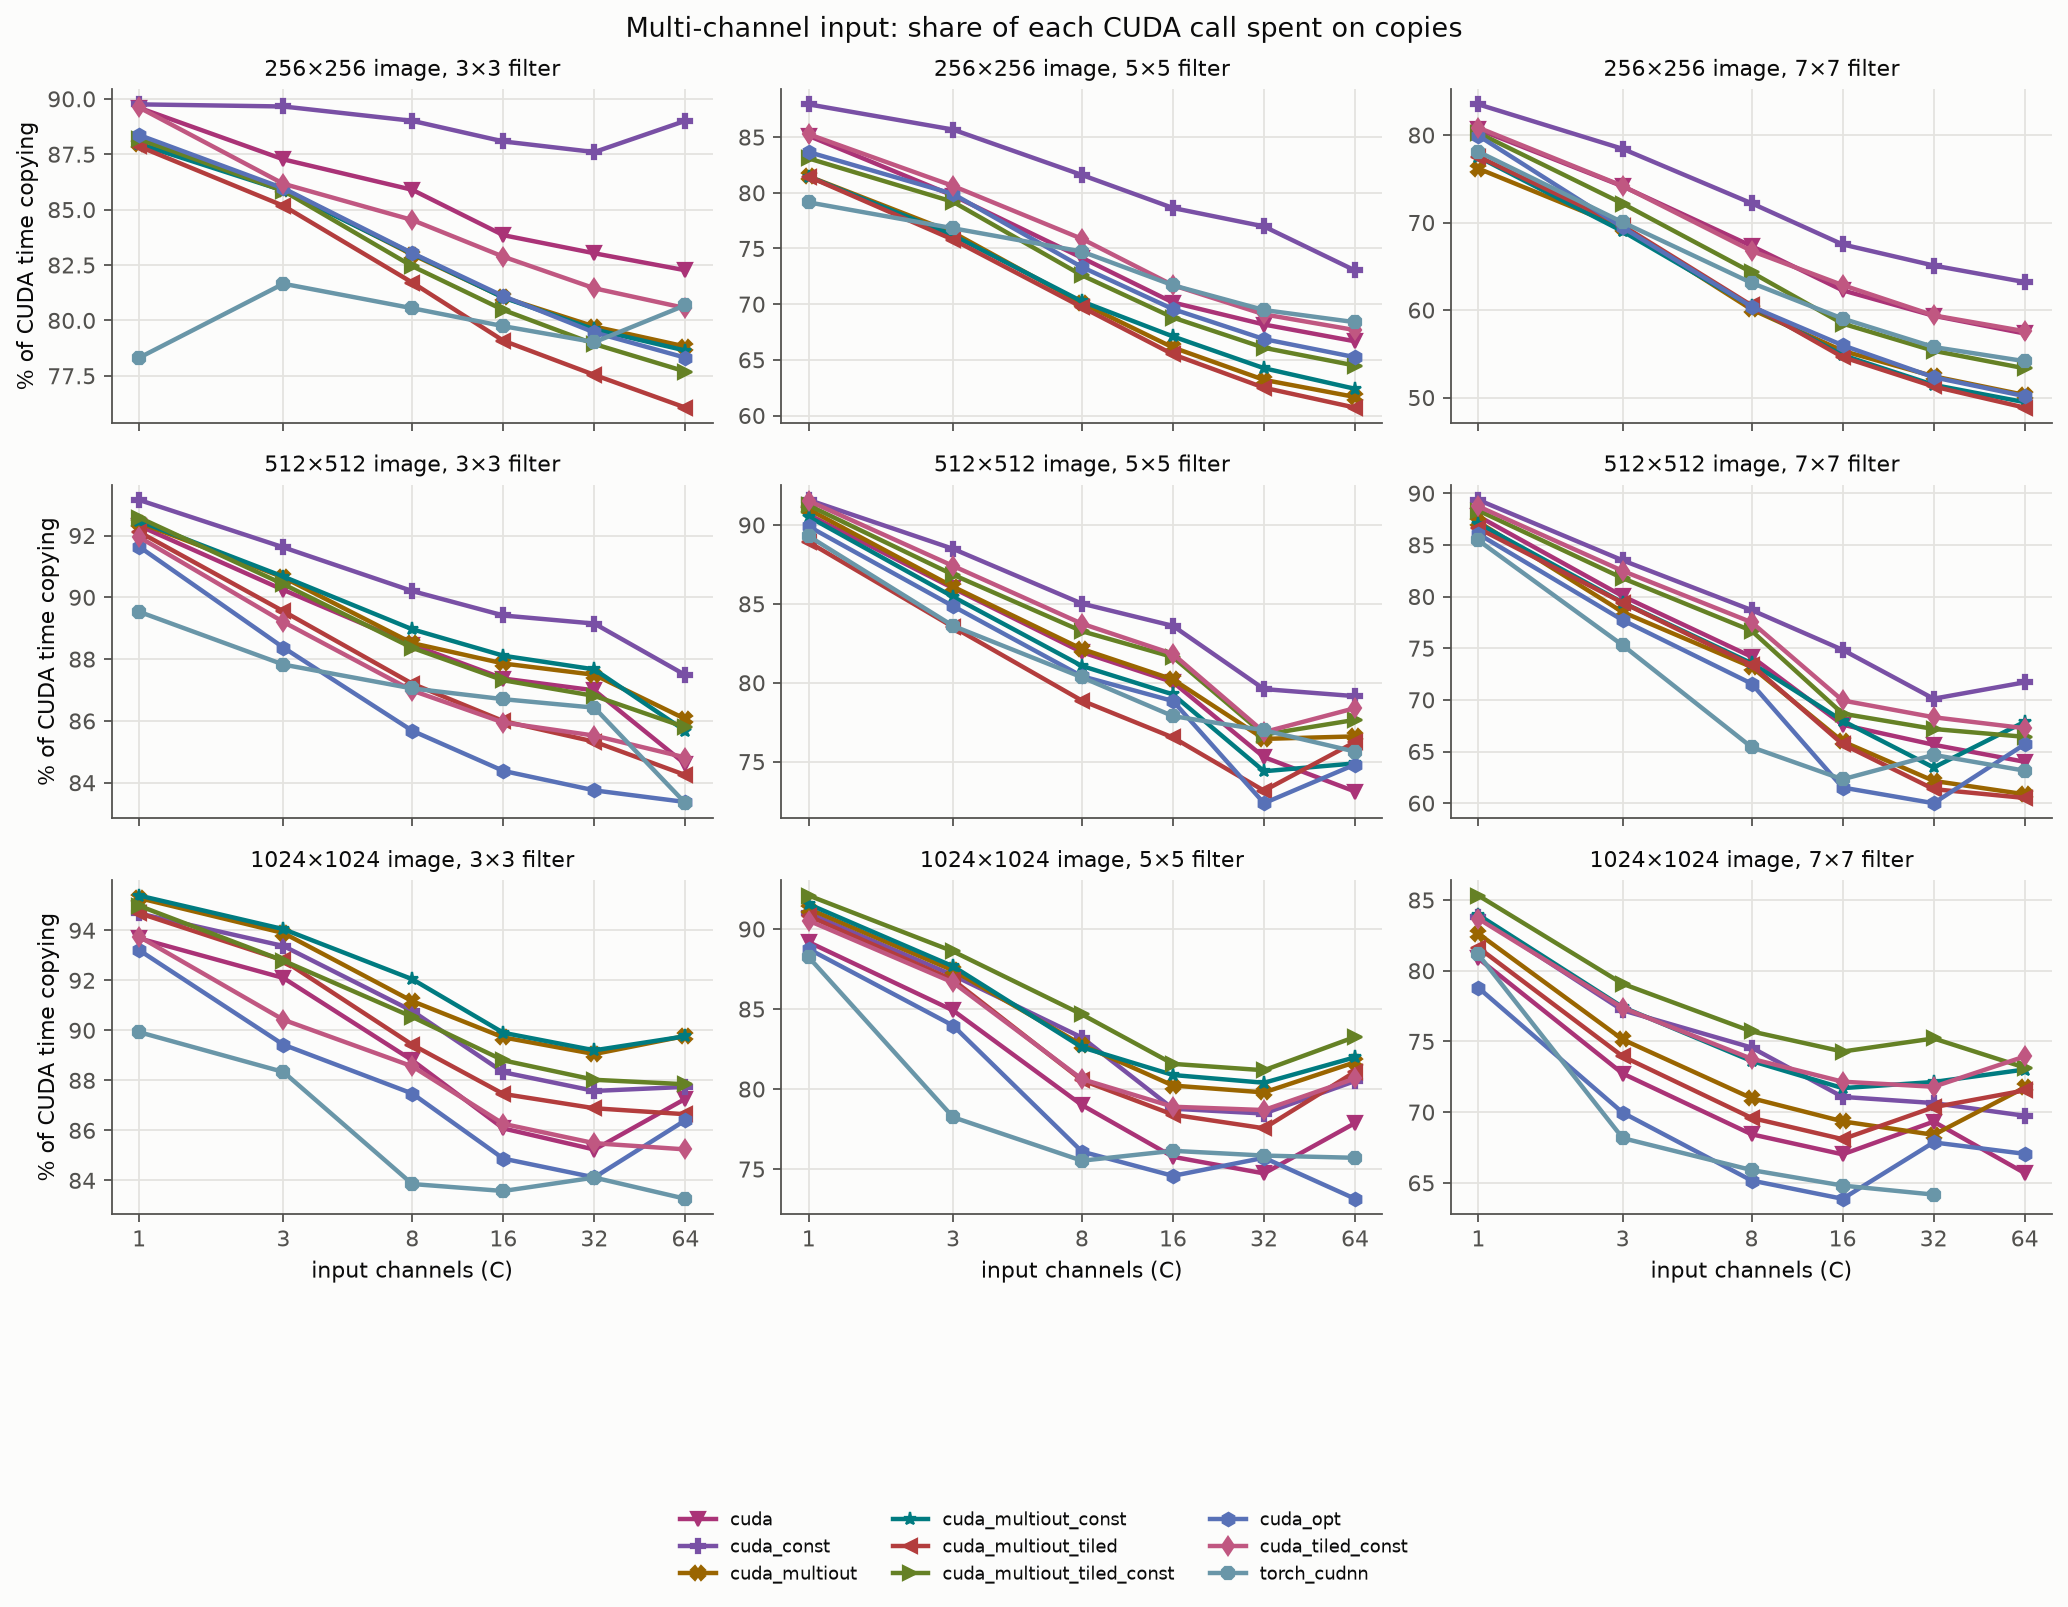 Multi-channel input: share of each CUDA call spent on copies
256×256 image, 3×3 filter
256×256 image, 5×5 filter
256×256 image, 7×7 filter
% of CUDA time copying
90.0
87.5
85.0
82.5
80.0
77.5
85
80
75
70
65
60
80
70
60
50
512×512 image, 3×3 filter
512×512 image, 5×5 filter
512×512 image, 7×7 filter
% of CUDA time copying
92
90
88
86
84
90
85
80
75
90
85
80
75
70
65
60
1024×1024 image, 3×3 filter
1024×1024 image, 5×5 filter
1024×1024 image, 7×7 filter
% of CUDA time copying
94
92
90
88
86
84
90
85
80
75
85
80
75
70
65
1 3 8 16 32 64
1 3 8 16 32 64
1 3 8 16 32 64
input channels (C)
input channels (C)
input channels (C)
cuda
cuda_const
cuda_multiout
cuda_multiout_const
cuda_multiout_tiled
cuda_multiout_tiled_const
cuda_opt
cuda_tiled_const
torch_cudnn